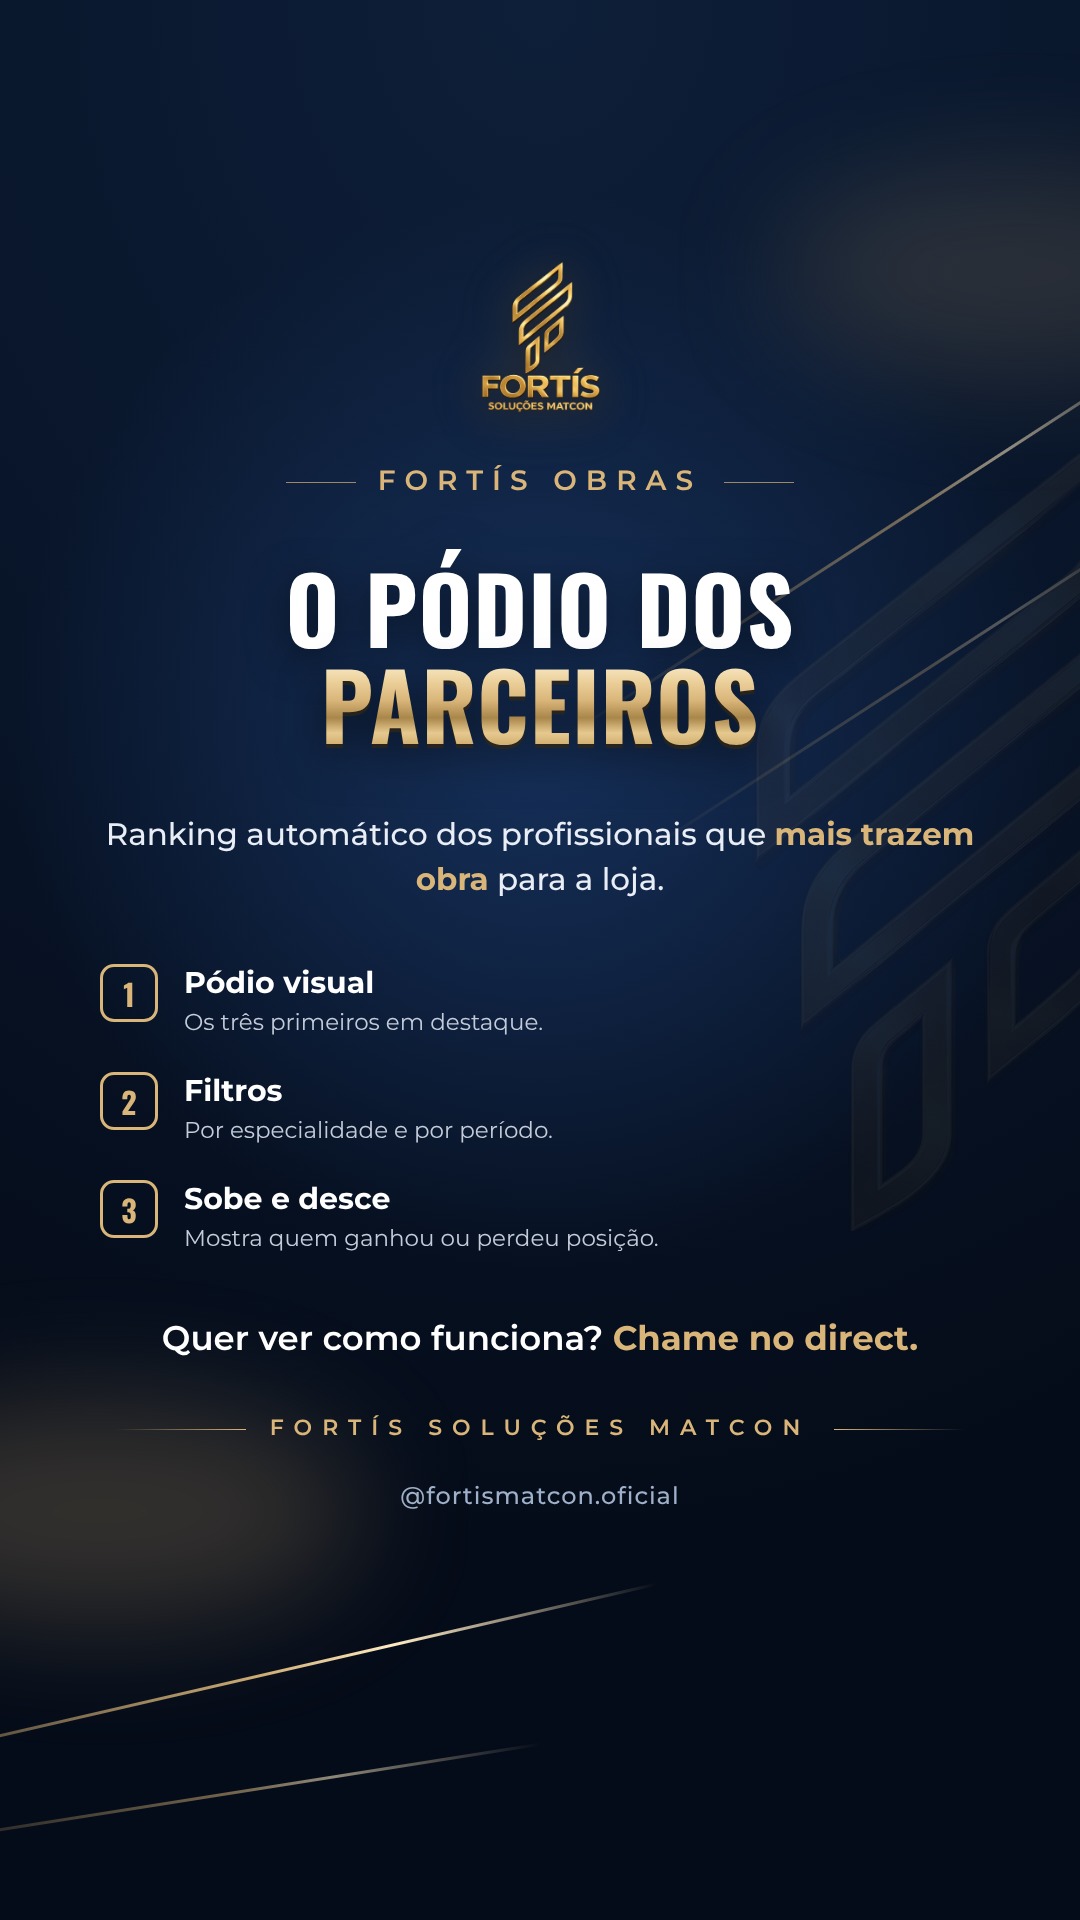 FORTÍS
SOLUÇÕES MATCON
FORTÍS OBRAS
O PÓDIO DOS
PARCEIROS
Ranking automático dos profissionais que mais trazem
obra para a loja.
1
Pódio visual
Os três primeiros em destaque.
2
Filtros
Por especialidade e por período.
3
Sobe e desce
Mostra quem ganhou ou perdeu posição.
Quer ver como funciona? Chame no direct.
FORTÍS SOLUÇÕES MATCON
@fortismatcon.oficial